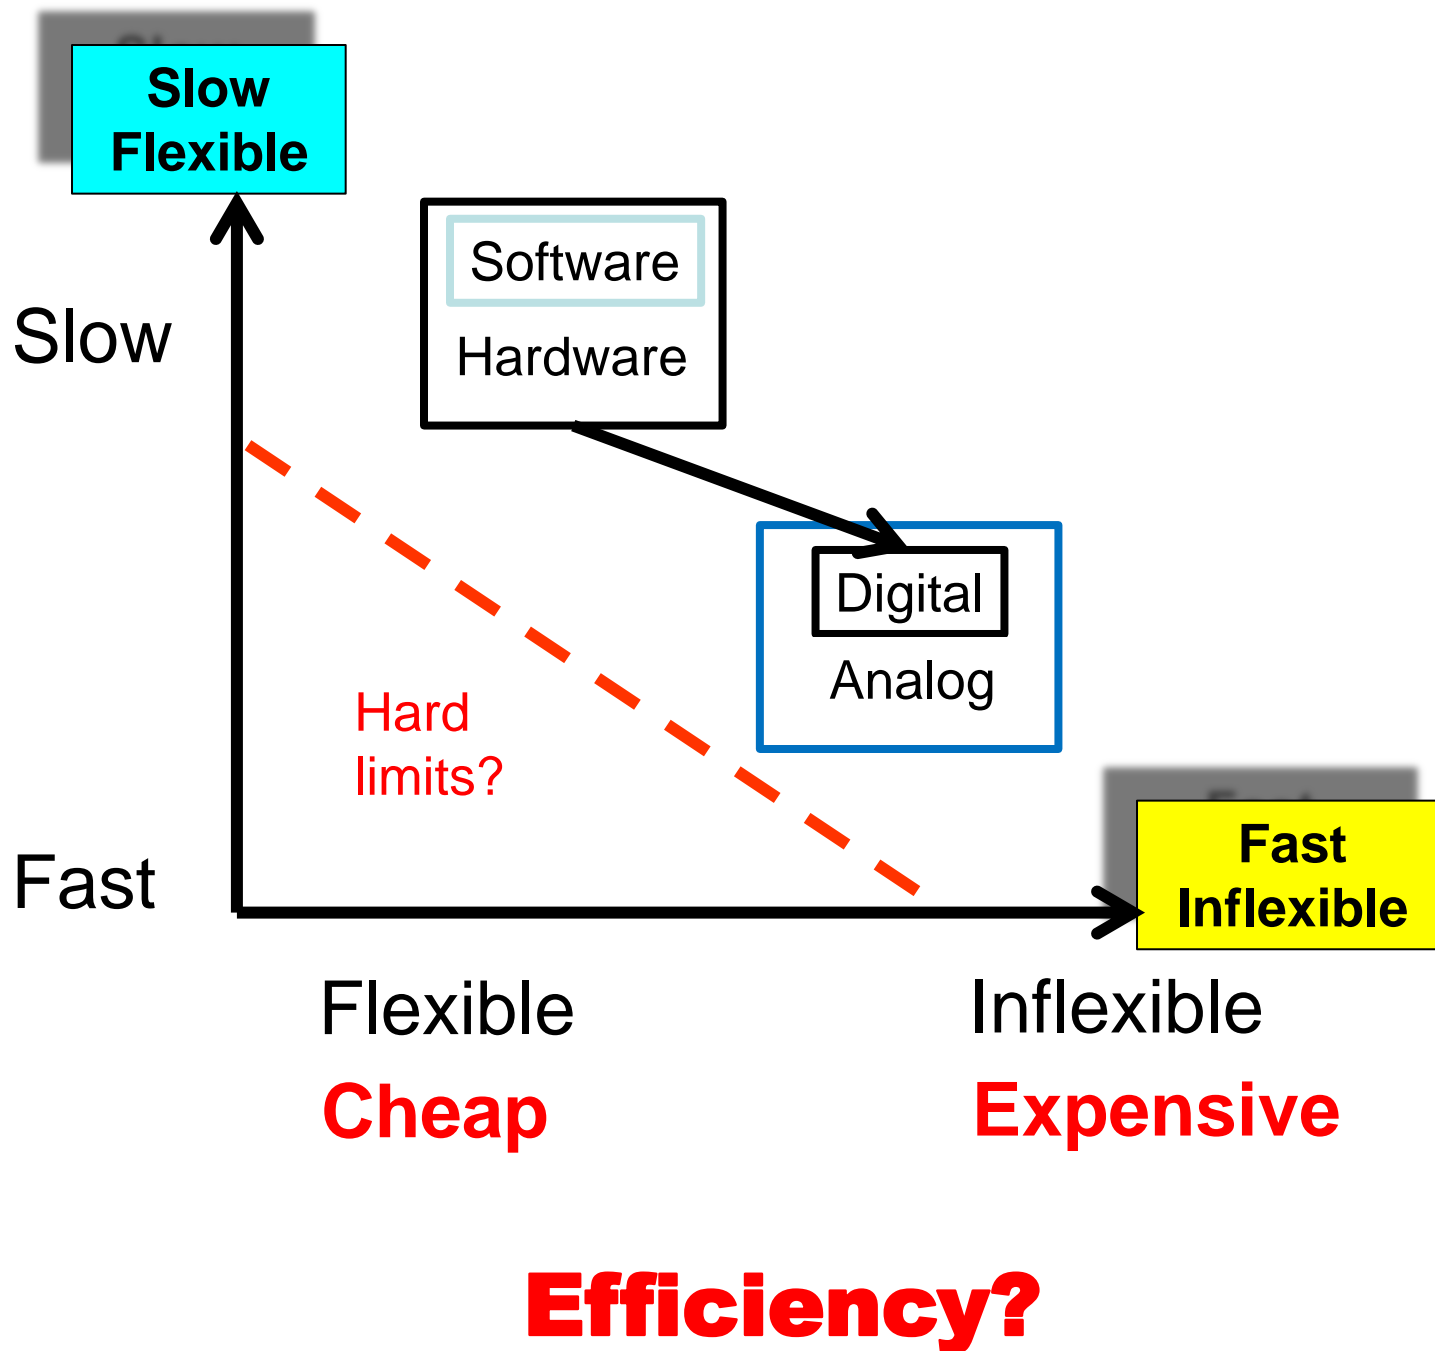 Slow
Flexible
Software
Hardware
Slow
Digital
Analog
Hard
limits?
Fast
Inflexible
Fast
Flexible
Inflexible
Cheap
Expensive
Efficiency?